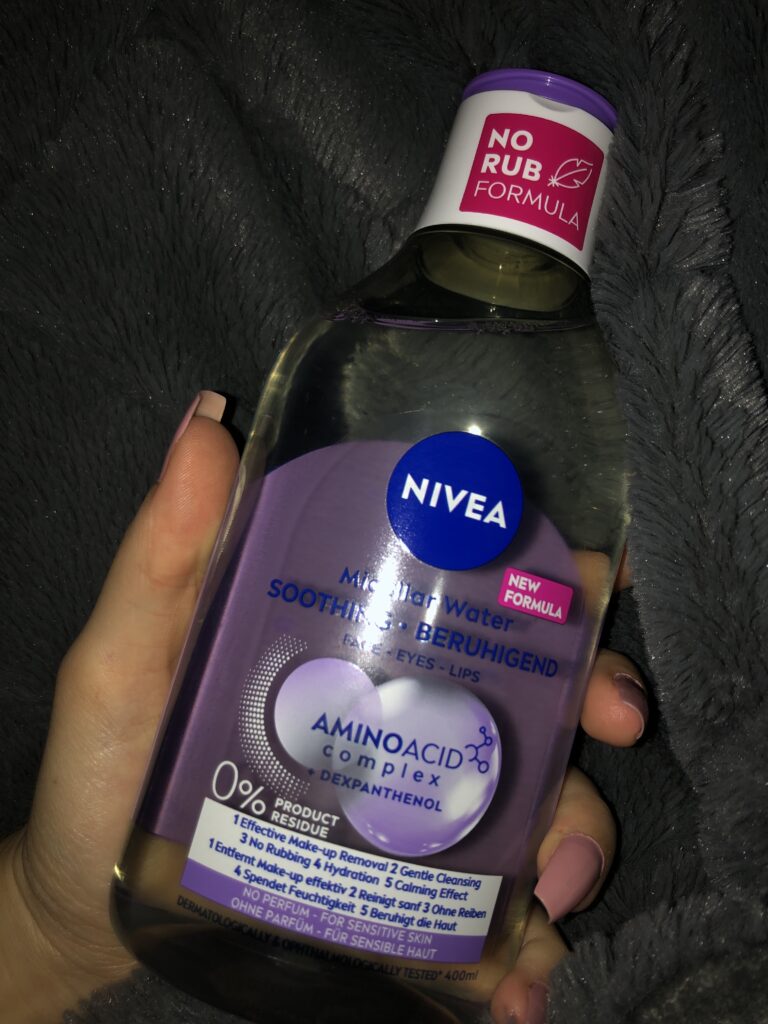 NO
RUB
FORMULA
NIVEA
Micellar Water
NEW
FORMULA
SOOTHING • BERUHIGEND
FACE - EYES - LIPS
AMINOACID
complex
+ DEXPANTHENOL
0% PRODUCT
RESIDUE
1 Effective Make-up Removal 2 Gentle Cleansing
3 No Rubbing 4 Hydration 5 Calming Effect
1 Entfernt Make-up effektiv 2 Reinigt sanf 3 Ohne Reiben
4 Spendet Feuchtigkeit 5 Beruhigt die Haut
NO PERFUM - FOR SENSITIVE SKIN
OHNE PARFÜM - FÜR SENSIBLE HAUT
DERMATOLOGICALLY & OPHTHALMOLOGICALLY TESTED* 400ml